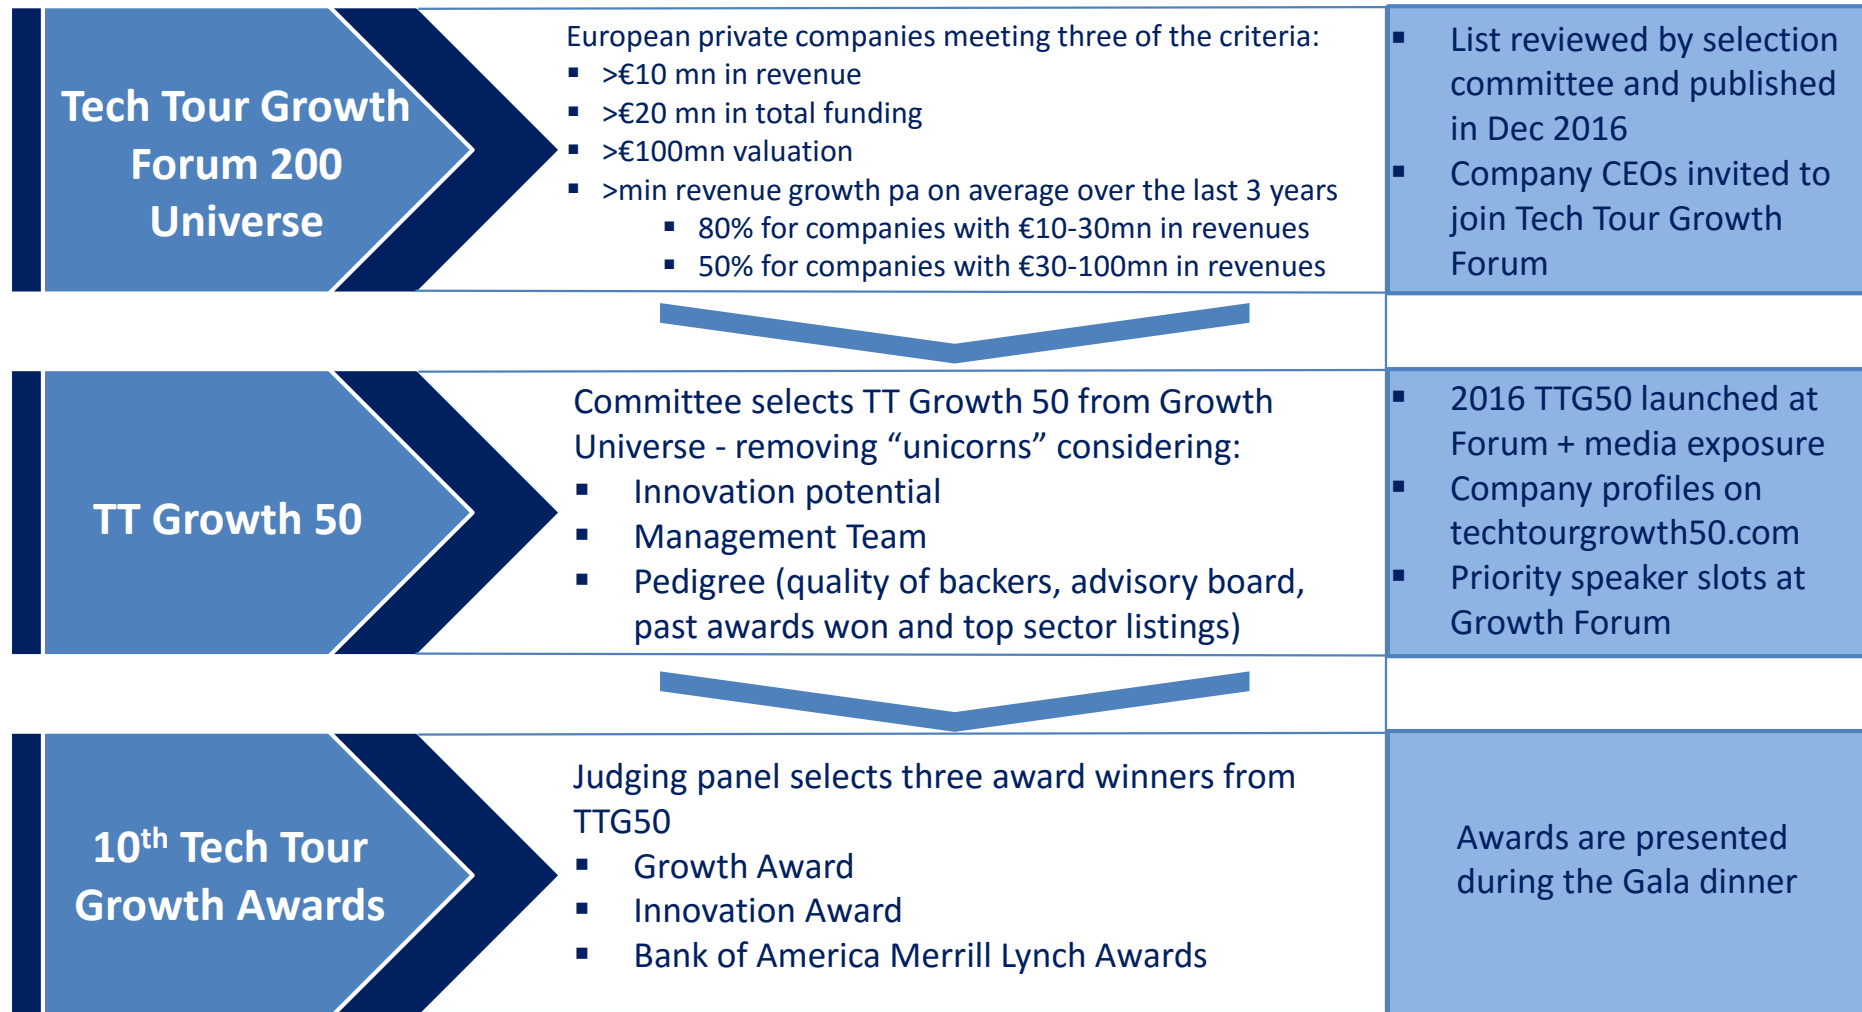 Tech Tour Growth
Forum 200
Universe
European private companies meeting three of the criteria:
▪ >€10 mn in revenue
▪ >€20 mn in total funding
▪ >€100mn valuation
▪ >min revenue growth pa on average over the last 3 years
▪ 80% for companies with €10-30mn in revenues
▪ 50% for companies with €30-100mn in revenues
▪ List reviewed by selection
committee and published
in Dec 2016
▪ Company CEOs invited to
join Tech Tour Growth
Forum
TT Growth 50
Committee selects TT Growth 50 from Growth
Universe - removing “unicorns” considering:
▪ Innovation potential
▪ Management Team
▪ Pedigree (quality of backers, advisory board,
past awards won and top sector listings)
▪ 2016 TTG50 launched at
Forum + media exposure
▪ Company profiles on
techtourgrowth50.com
▪ Priority speaker slots at
Growth Forum
10th Tech Tour
Growth Awards
Judging panel selects three award winners from
TTG50
▪ Growth Award
▪ Innovation Award
▪ Bank of America Merrill Lynch Awards
Awards are presented
during the Gala dinner